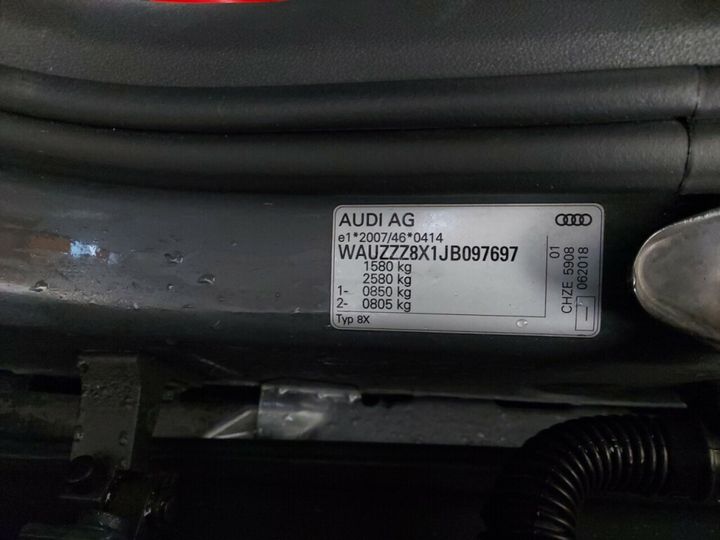 AUDI AG
e1*2007/46*0414
WAUZZZ8X1JB097697
1580 kg
2580 kg
1- 0850 kg
2- 0805 kg
Typ 8X
01
CHZE 5908
062018